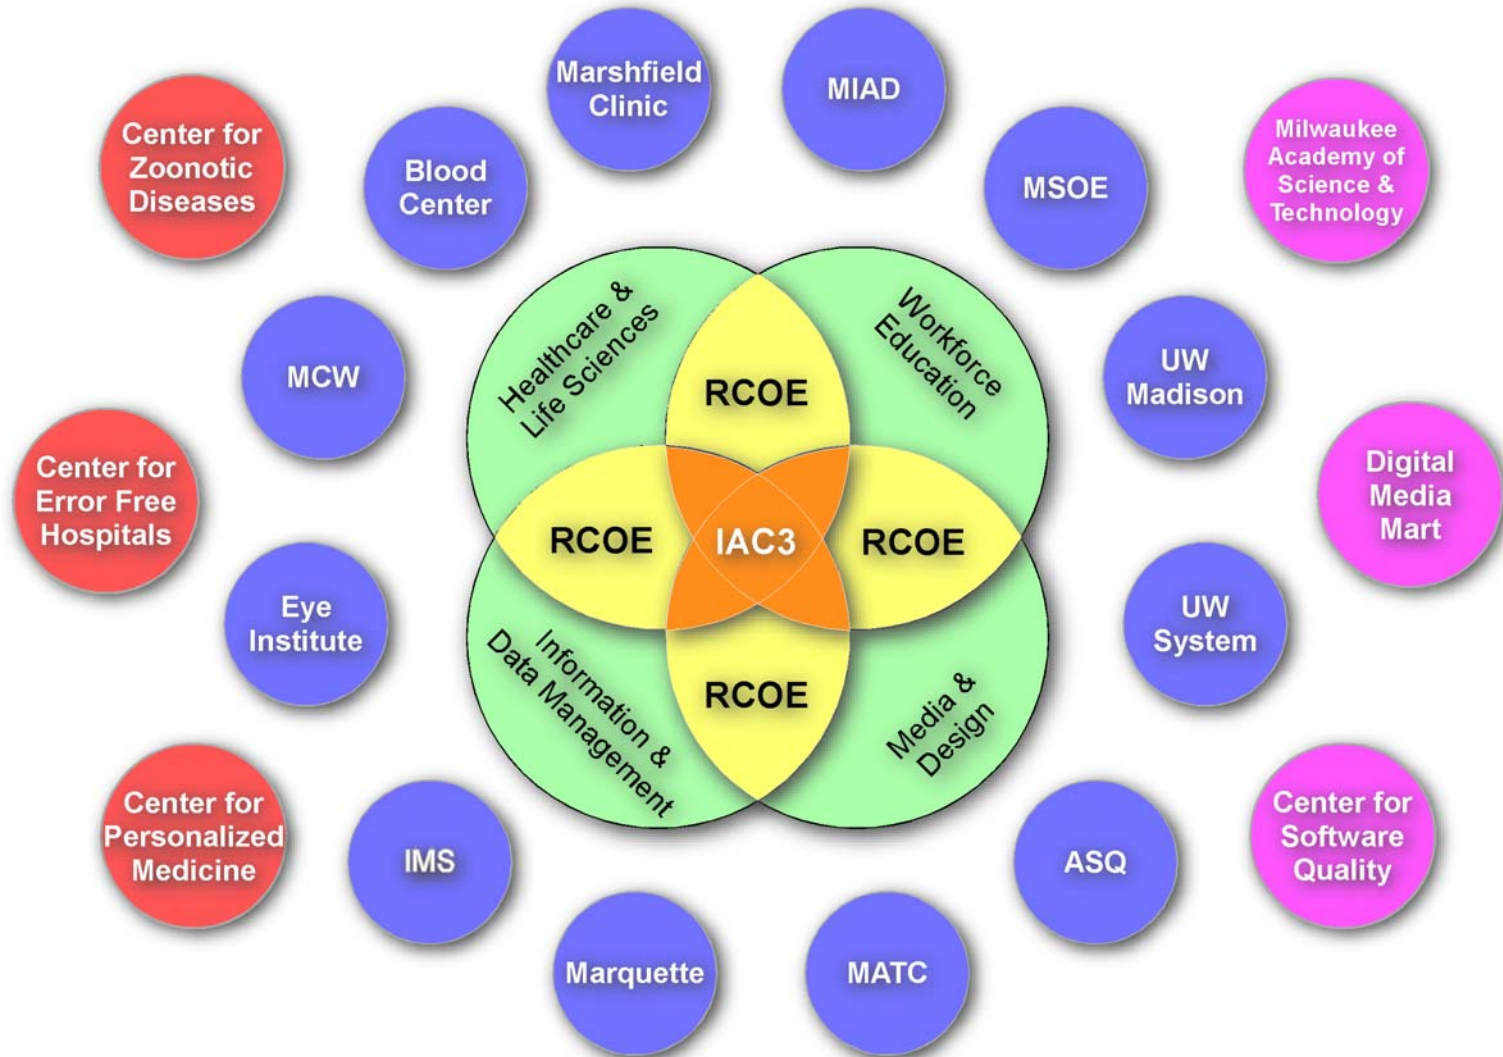 Marshfield
Clinic
MIAD
Center for
Zoonotic
Diseases
Blood
Center
MSOE
Milwaukee
Academy of
Science &
Technology
Healthcare &
Life Sciences
Workforce
Education
MCW
RCOE
UW
Madison
Center for
Error Free
Hospitals
RCOE
IAC3
RCOE
Digital
Media
Mart
Eye
Institute
UW
System
Information &
Data Management
RCOE
Media &
Design
Center for
Personalized
Medicine
IMS
ASQ
Center for
Software
Quality
Marquette
MATC